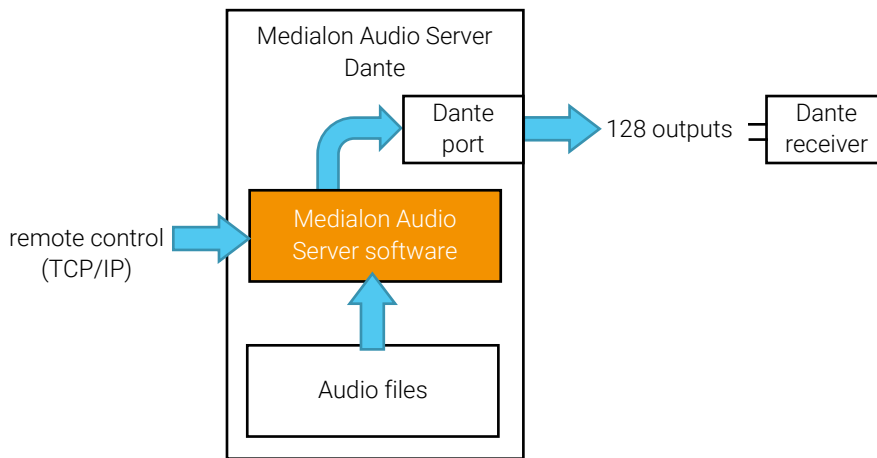 Medialon Audio Server
Dante
Dante
port
128 outputs
Dante
receiver
Medialon Audio
Server software
remote control
(TCP/IP)
Audio files